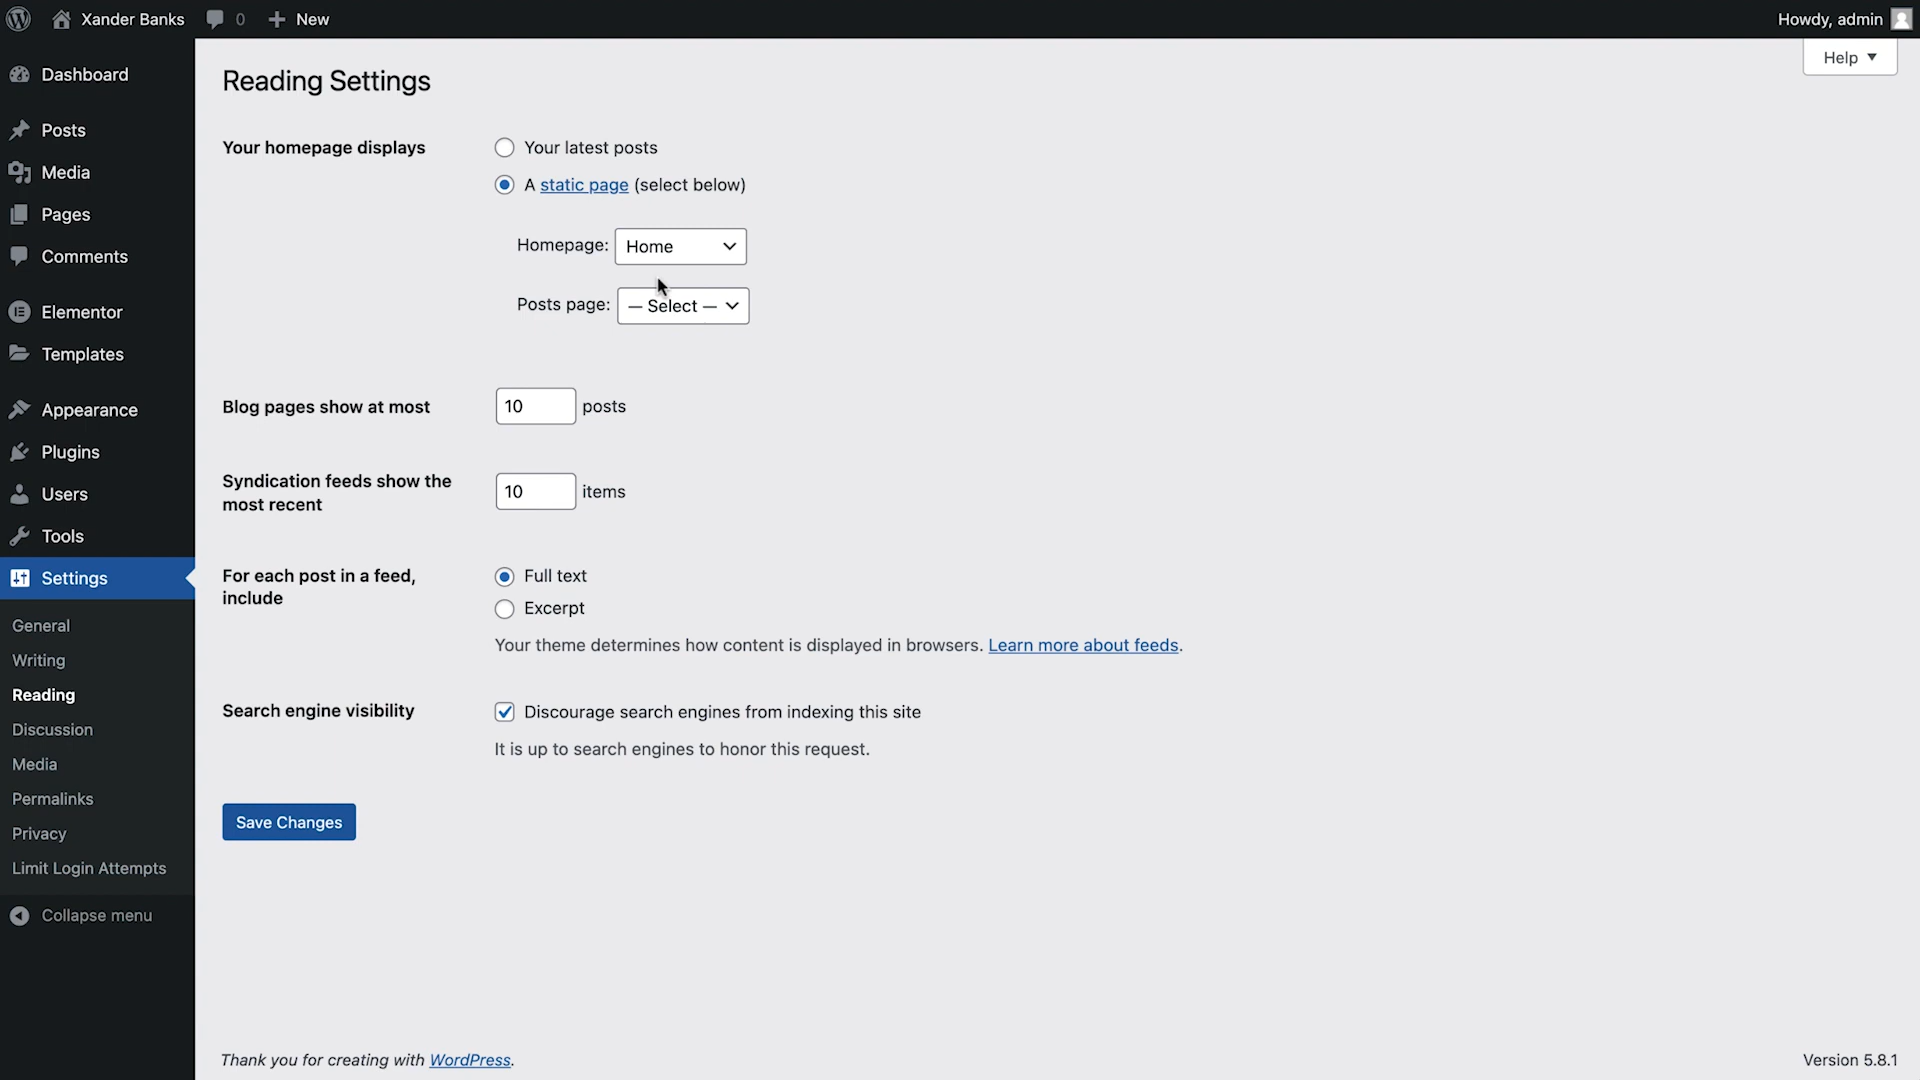 Xander Banks 0 New Howdy, admin
Help
Dashboard
Posts
Media
Pages
Comments
Elementor
Templates
Appearance
Plugins
Users
Tools
Settings
General
Writing
Reading
Discussion
Media
Permalinks
Privacy
Limit Login Attempts
Collapse menu
Reading Settings
Your homepage displays
Your latest posts
A static page (select below)
Homepage: Home
Posts page: — Select —
Blog pages show at most 10 posts
Syndication feeds show the
most recent
10 items
For each post in a feed,
include
Full text
Excerpt
Your theme determines how content is displayed in browsers. Learn more about feeds.
Search engine visibility
Discourage search engines from indexing this site
It is up to search engines to honor this request.
Save Changes
Thank you for creating with WordPress.
Version 5.8.1